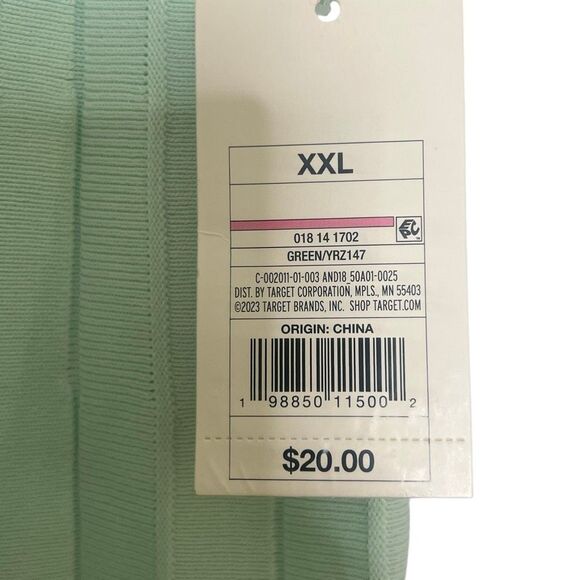 XXL
018 14 1702
GREEN/YRZ147
C-002011-01-003 AND18 50A01-0025
DIST. BY TARGET CORPORATION, MPLS., MN 55403
©2023 TARGET BRANDS, INC. SHOP TARGET.COM
ORIGIN: CHINA
1 98850 11500 2
$20.00